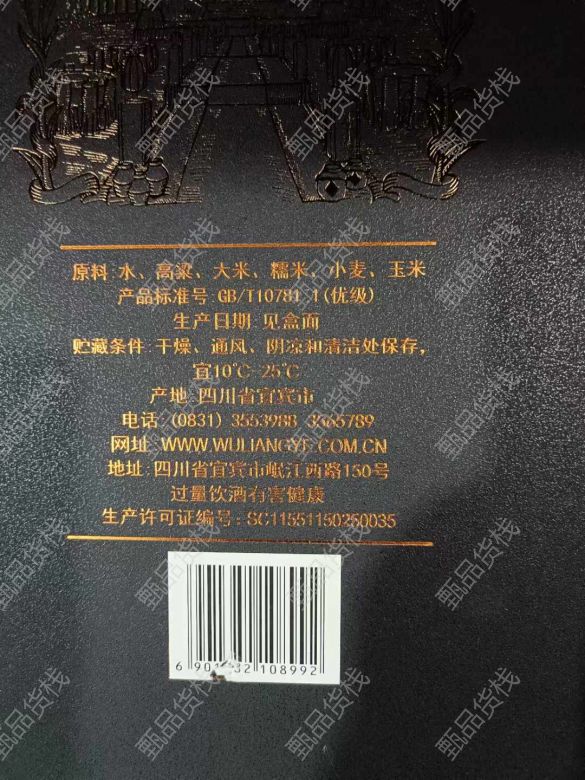 原料:水、高粱、大米、糯米、小麦、玉米
产品标准号:GB/T10781.1(优级)
生产日期:见盒面
贮藏条件:干燥、通风、阴凉和清洁处保存,
宜10℃-25℃
产地:四川省宜宾市
电话:(0831) 3553988 3565789
网址:WWW.WULIANGYE.COM.CN
地址:四川省宜宾市岷江西路150号
过量饮酒有害健康
生产许可证编号:SC11551150250035
108992
甄品货栈